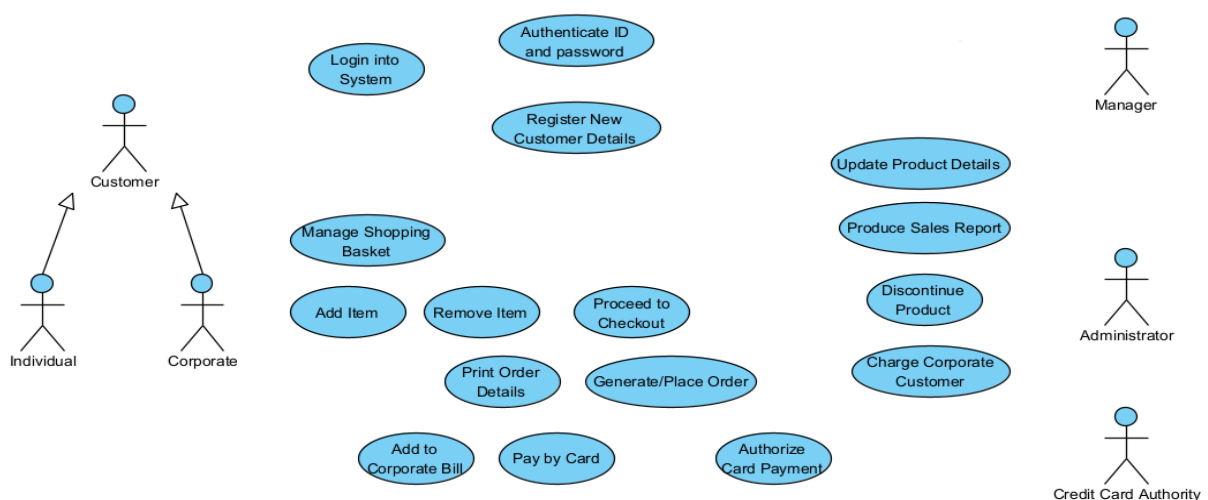 Authenticate ID
and password
Login into
System
Manager
Register New
Customer Details
Update Product Details
Customer
Manage Shopping
Basket
Produce Sales Report
Add Item
Remove Item
Proceed to
Checkout
Discontinue
Product
Administrator
Individual
Corporate
Print Order
Details
Generate/Place Order
Charge Corporate
Customer
Add to
Corporate Bill
Pay by Card
Authorize
Card Payment
Credit Card Authority